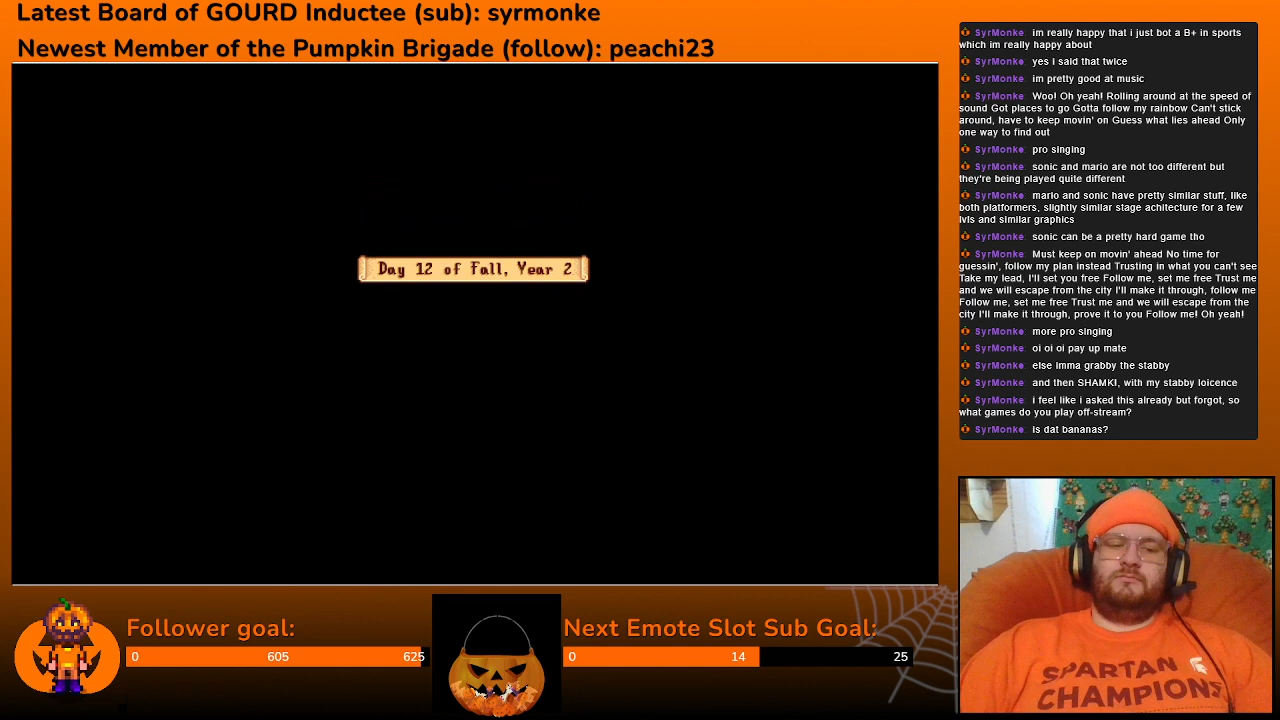 Latest Board of GOURD Inductee (sub): syrmonke
Newest Member of the Pumpkin Brigade (follow): peachi23
Day 12 of Fall, Year 2
SyrMonke im really happy that i just bot a B+ in sports
which im really happy about
SyrMonke yes I said that twice
SyrMonke im pretty good at music
SyrMonke Woo! Oh yeah! Rolling around at the speed of
sound Got places to go Gotta follow my rainbow Can't stick
around, have to keep movin' on Guess what lies ahead Only
one way to find out
SyrMonke pro singing
SyrMonke sonic and mario are not too different but
they're being played quite different
SyrMonke mario and sonic have pretty similar stuff, like
both platformers, slightly similar stage achitecture for a few
lvls and similar graphics
SyrMonke sonic can be a pretty hard game tho
SyrMonke Must keep on movin' ahead No time for
guessin', follow my plan instead Trusting in what you can't see
Take my lead, I'll set you free Follow me, set me free Trust me
and we will escape from the city I'll make it through, follow me
Follow me, set me free Trust me and we will escape from the
city I'll make it through, prove it to you Follow me! Oh yeah!
SyrMonke more pro singing
SyrMonke oi oi oi pay up mate
SyrMonke else Imma grabby the stabby
SyrMonke and then SHAMKI, with my stabby loicence
SyrMonke i feel like i asked this already but forgot, so
what games do you play off-stream?
SyrMonke Is dat bananas?
SPARTAN
CHAMPIONS
Follower goal:
0 605 625
Next Emote Slot Sub Goal:
0 14 25